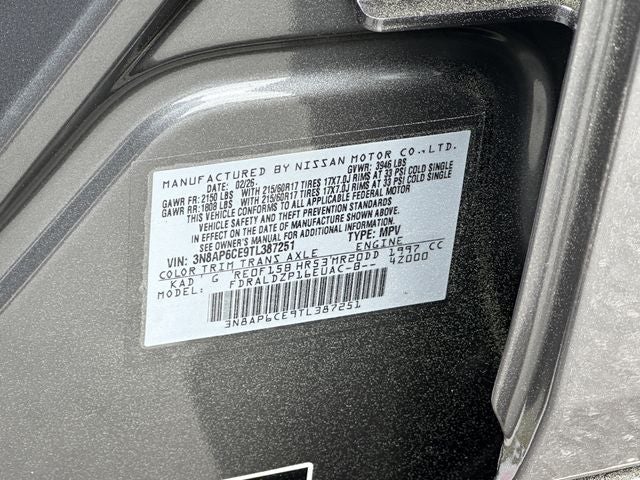 MANUFACTURED BY NISSAN MOTOR CO.,LTD.
DATE: 02/26. GVWR: 3946 LBS
GAWR FR: 2150 LBS WITH 215/60R17 TIRES 17X7.0J RIMS AT 33 PSI COLD SINGLE
GAWR RR: 1808 LBS WITH 215/60R17 TIRES 17X7.0J RIMS AT 33 PSI COLD SINGLE
THIS VEHICLE CONFORMS TO ALL APPLICABLE FEDERAL MOTOR
VEHICLE SAFETY AND THEFT PREVENTION STANDARDS
IN EFFECT ON THE DATE OF MANUFACTURE SHOWN ABOVE.
SEE OWNER'S MANUAL FOR ADDITIONAL INFORMATION.
VIN: 3N8AP6CE9TL387251 TYPE: MPV
COLOR TRIM TRANS AXLE ENGINE
KAD G RE0F15B HR53 MR20DD 1997 CC
MODEL: FDRALDZP16EUAC-B-- 4Z000
3N8AP6CE9TL387251